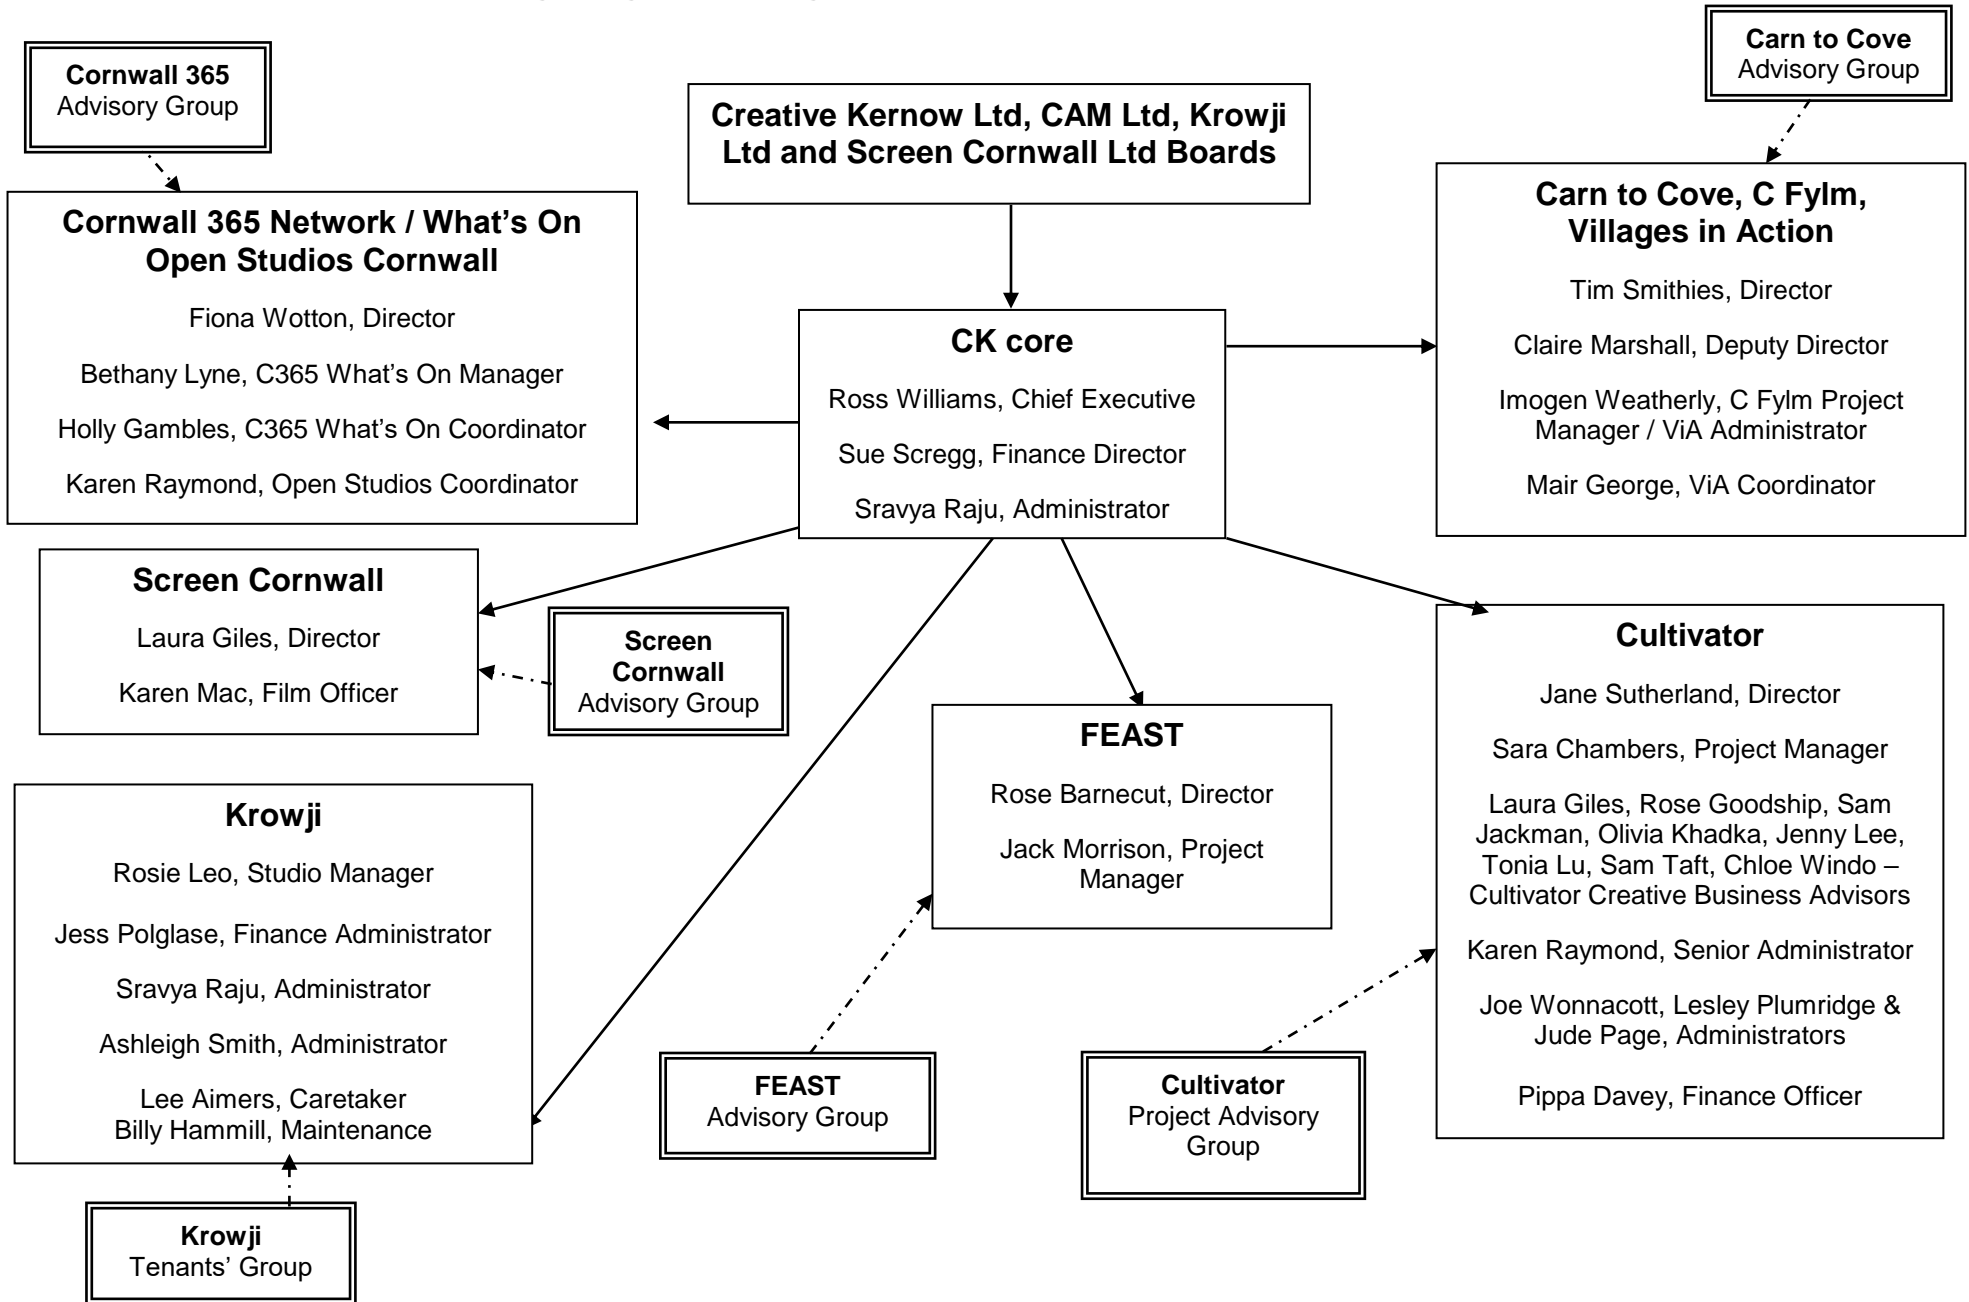 Cornwall 365
Advisory Group
Carn to Cove
Advisory Group
Creative Kernow Ltd, CAM Ltd, Krowji
Ltd and Screen Cornwall Ltd Boards
Cornwall 365 Network / What’s On
Open Studios Cornwall
Fiona Wotton, Director
Bethany Lyne, C365 What’s On Manager
Holly Gambles, C365 What’s On Coordinator
Karen Raymond, Open Studios Coordinator
CK core
Ross Williams, Chief Executive
Sue Scregg, Finance Director
Sravya Raju, Administrator
Carn to Cove, C Fylm,
Villages in Action
Tim Smithies, Director
Claire Marshall, Deputy Director
Imogen Weatherly, C Fylm Project
Manager / ViA Administrator
Mair George, ViA Coordinator
Screen Cornwall
Laura Giles, Director
Karen Mac, Film Officer
Screen
Cornwall
Advisory Group
FEAST
Rose Barnecut, Director
Jack Morrison, Project
Manager
Cultivator
Jane Sutherland, Director
Sara Chambers, Project Manager
Laura Giles, Rose Goodship, Sam
Jackman, Olivia Khadka, Jenny Lee,
Tonia Lu, Sam Taft, Chloe Windo –
Cultivator Creative Business Advisors
Karen Raymond, Senior Administrator
Joe Wonnacott, Lesley Plumridge &
Jude Page, Administrators
Pippa Davey, Finance Officer
Krowji
Rosie Leo, Studio Manager
Jess Polglase, Finance Administrator
Sravya Raju, Administrator
Ashleigh Smith, Administrator
Lee Aimers, Caretaker
Billy Hammill, Maintenance
FEAST
Advisory Group
Cultivator
Project Advisory
Group
Krowji
Tenants’ Group